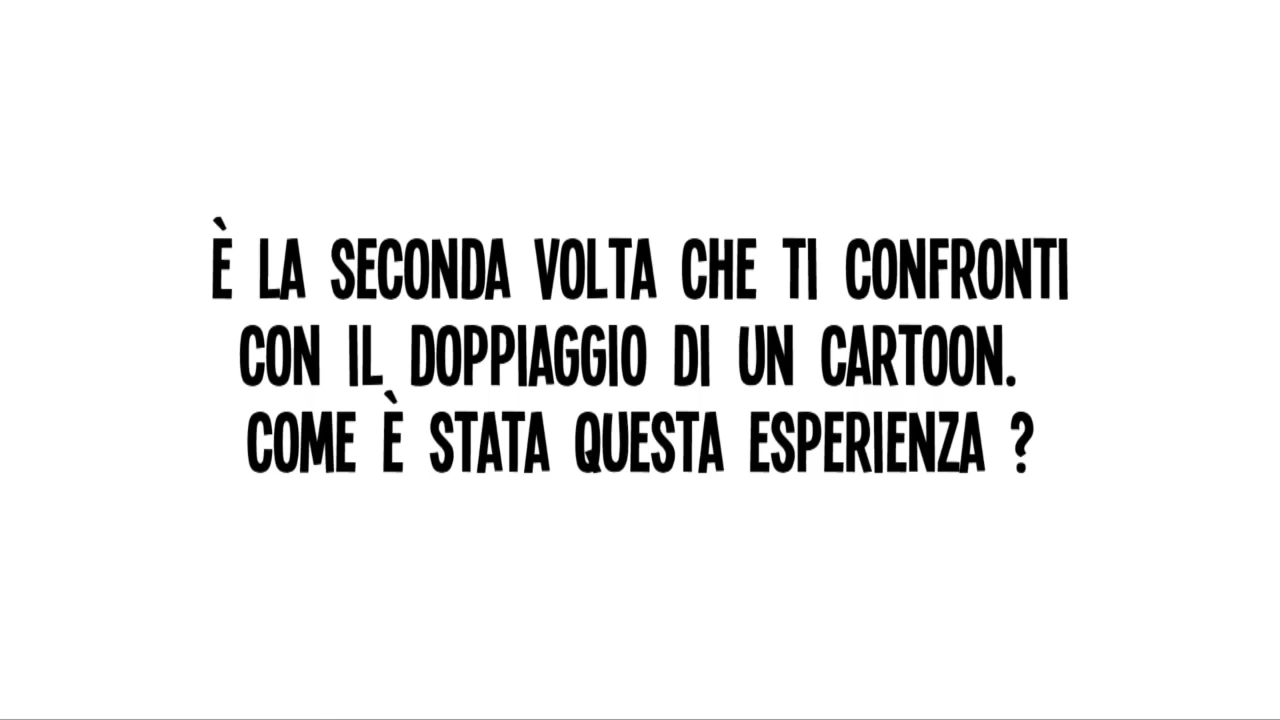 È LA SECONDA VOLTA CHE TI CONFRONTI
CON IL DOPPIAGGIO DI UN CARTOON.
COME È STATA QUESTA ESPERIENZA ?